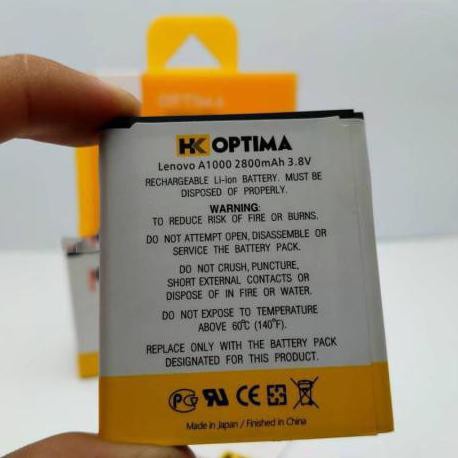 HK OPTIMA
Lenovo A1000 2800mAh 3.8V
RECHARGEABLE Li-ion BATTERY. MUST BE
DISPOSED OF PROPERLY.
WARNING:
TO REDUCE RISK OF FIRE OR BURNS.
DO NOT ATTEMPT OPEN, DISASSEMBLE OR
SERVICE THE BATTERY PACK.
DO NOT CRUSH, PUNCTURE,
SHORT EXTERNAL CONTACTS OR
DISPOSE OF IN FIRE OR WATER.
DO NOT EXPOSE TO TEMPERATURE
ABOVE 60℃ (140°F).
REPLACE ONLY WITH THE BATTERY PACK
DESIGNATED FOR THIS BATTERY.
CE
Made in Japan / Finished in China
OPTIMA